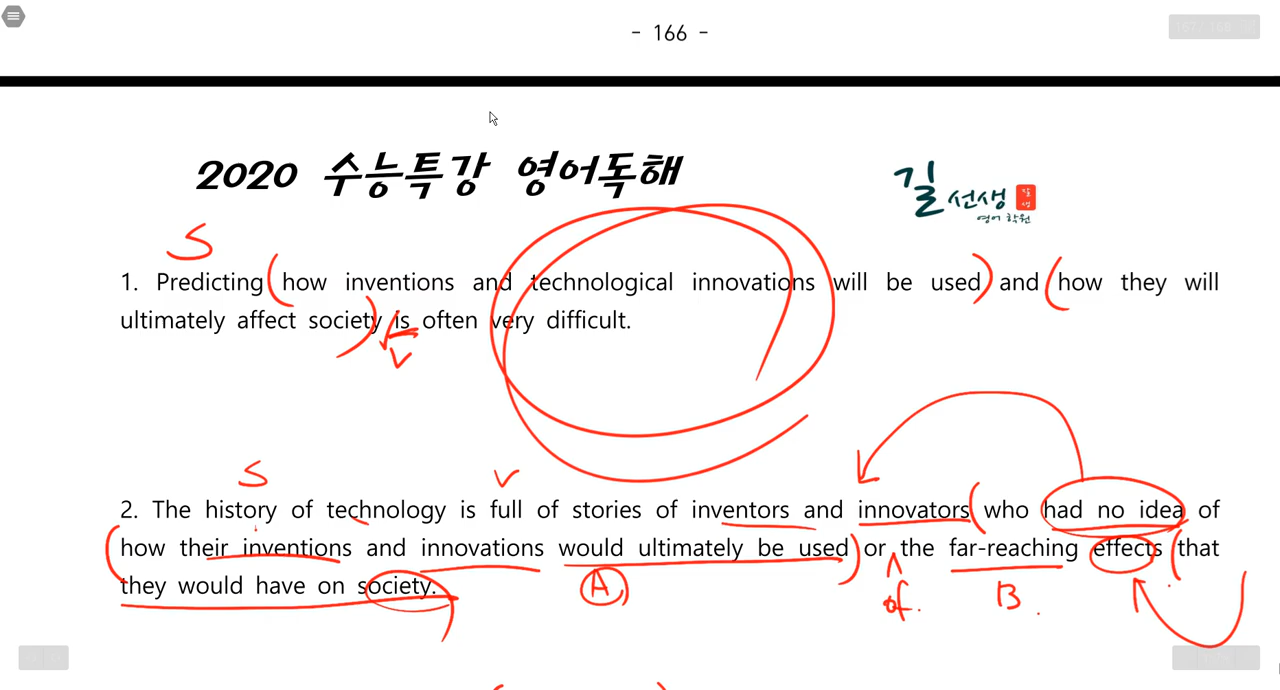 - 166 -
2020 수능특강 영어독해
길선생
영어 학원
S
1. Predicting (how inventions and technological innovations will be used) and (how they will
ultimately affect society) is often very difficult.
V
S V
2. The history of technology is full of stories of inventors and innovators (who had no idea of
(how their inventions and innovations would ultimately be used) or the far-reaching effects (that
they would have on society.)
A of. B.